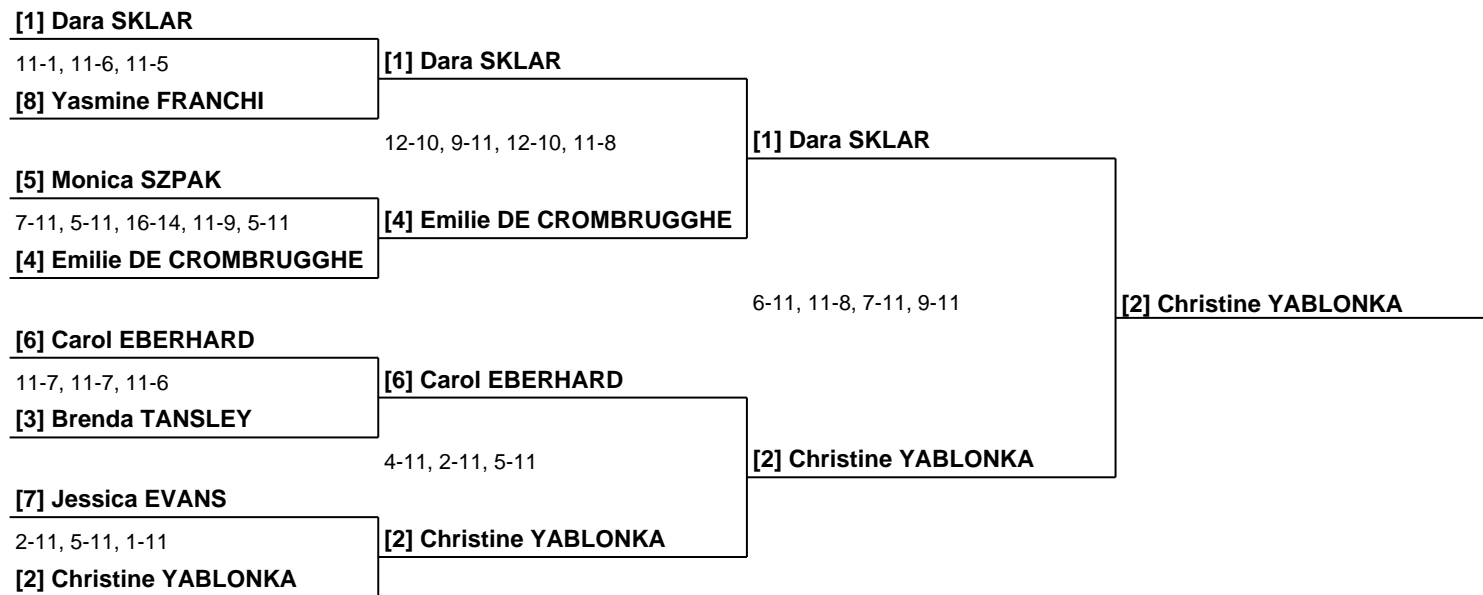 [1] Dara SKLAR
11-1, 11-6, 11-5
[8] Yasmine FRANCHI
[1] Dara SKLAR
12-10, 9-11, 12-10, 11-8
[1] Dara SKLAR
[5] Monica SZPAK
7-11, 5-11, 16-14, 11-9, 5-11
[4] Emilie DE CROMBRUGGHE
[4] Emilie DE CROMBRUGGHE
6-11, 11-8, 7-11, 9-11
[2] Christine YABLONKA
[6] Carol EBERHARD
11-7, 11-7, 11-6
[3] Brenda TANSLEY
[6] Carol EBERHARD
4-11, 2-11, 5-11
[2] Christine YABLONKA
[7] Jessica EVANS
2-11, 5-11, 1-11
[2] Christine YABLONKA
[2] Christine YABLONKA